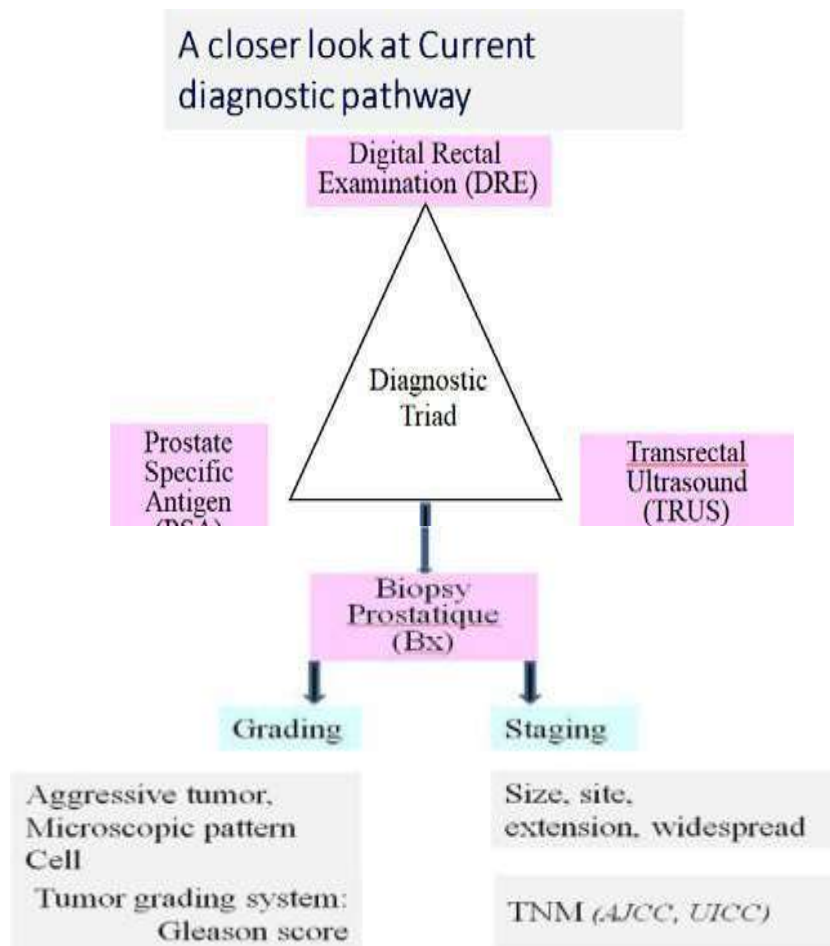 A closer look at Current
diagnostic pathway
Digital Rectal
Examination (DRE)
Diagnostic
Triad
Prostate
Specific
Antigen
(PSA)
Transrectal
Ultrasound
(TRUS)
Biopsy
Prostatique
(Bx)
Grading
Staging
Aggressive tumor,
Microscopic pattern
Cell
Tumor grading system:
Gleason score
Size, site,
extension, widespread
TNM (AJCC, UICC)